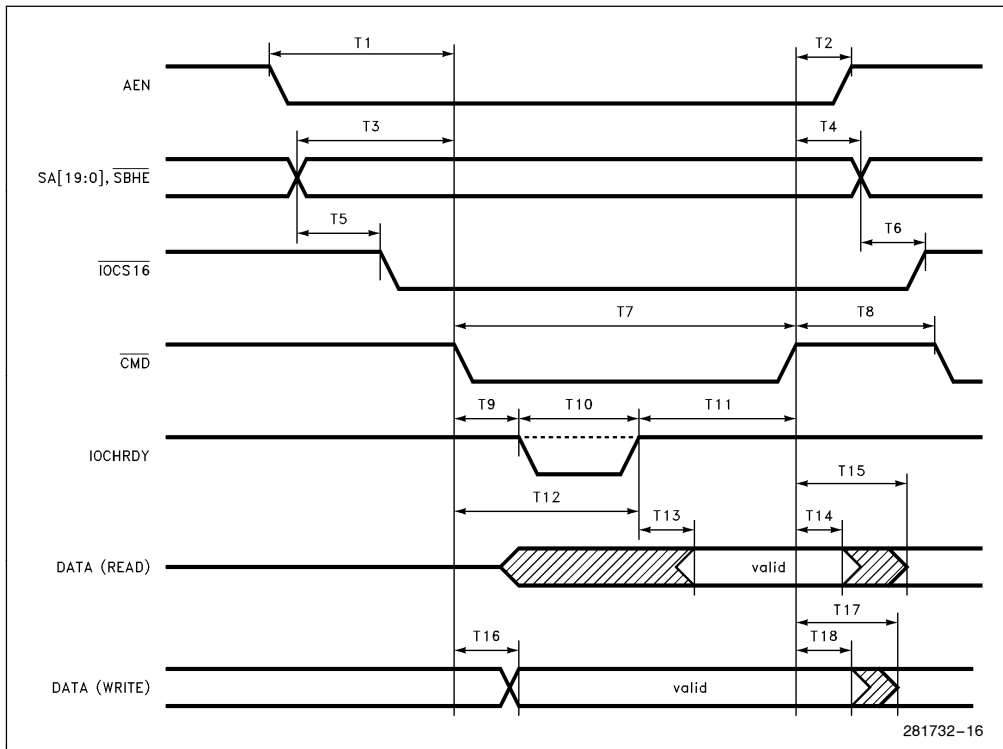 T1 T2
AEN
T3 T4
SA[19:0], SBHE
T5 T6
IOCS16
T7 T8
CMD
T9 T10 T11
IOCHRDY
T12 T15
T13 T14
DATA (READ) valid
T17
T16 T18
DATA (WRITE) valid
281732-16